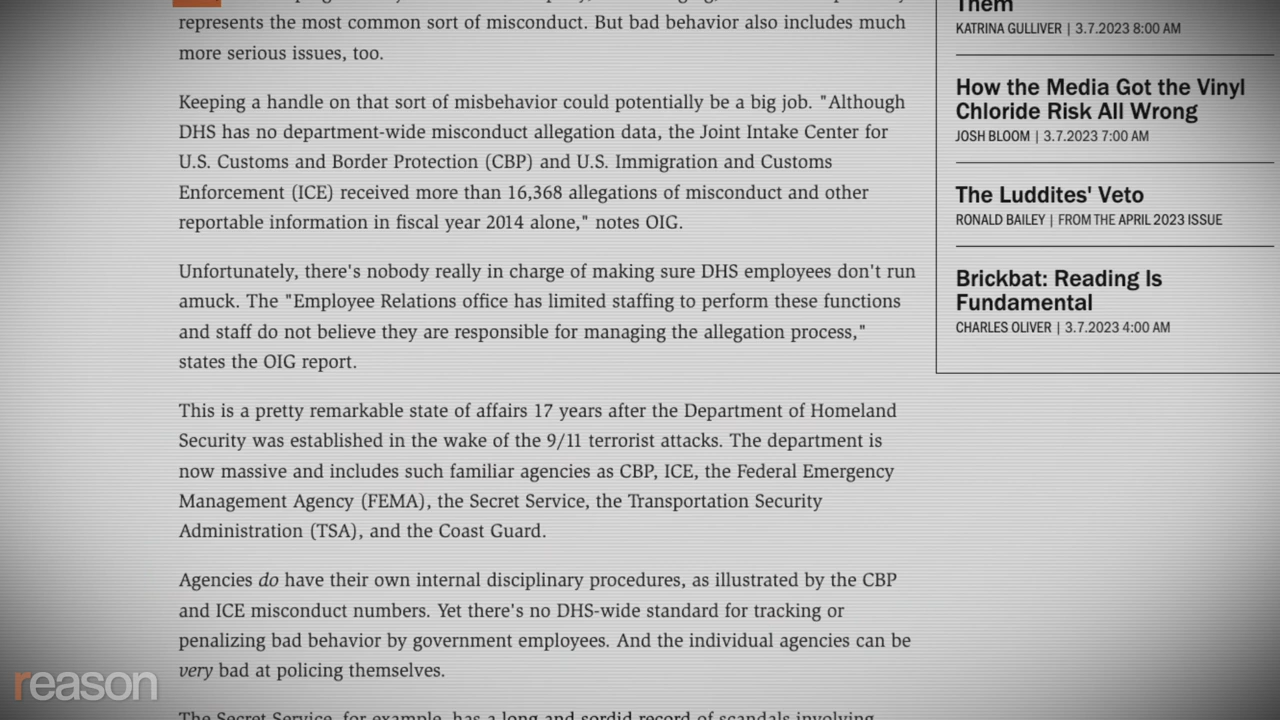 represents the most common sort of misconduct. But bad behavior also includes much
more serious issues, too.
Keeping a handle on that sort of misbehavior could potentially be a big job. "Although
DHS has no department-wide misconduct allegation data, the Joint Intake Center for
U.S. Customs and Border Protection (CBP) and U.S. Immigration and Customs
Enforcement (ICE) received more than 16,368 allegations of misconduct and other
reportable information in fiscal year 2014 alone," notes OIG.
Unfortunately, there's nobody really in charge of making sure DHS employees don't run
amuck. The "Employee Relations office has limited staffing to perform these functions
and staff do not believe they are responsible for managing the allegation process,"
states the OIG report.
This is a pretty remarkable state of affairs 17 years after the Department of Homeland
Security was established in the wake of the 9/11 terrorist attacks. The department is
now massive and includes such familiar agencies as CBP, ICE, the Federal Emergency
Management Agency (FEMA), the Secret Service, the Transportation Security
Administration (TSA), and the Coast Guard.
Agencies do have their own internal disciplinary procedures, as illustrated by the CBP
and ICE misconduct numbers. Yet there's no DHS-wide standard for tracking or
penalizing bad behavior by government employees. And the individual agencies can be
very bad at policing themselves.
The Secret Service, for example, has a long and sordid record of scandals involving
Them
KATRINA GULLIVER | 3.7.2023 8:00 AM
How the Media Got the Vinyl
Chloride Risk All Wrong
JOSH BLOOM | 3.7.2023 7:00 AM
The Luddites' Veto
RONALD BAILEY | FROM THE APRIL 2023 ISSUE
Brickbat: Reading Is
Fundamental
CHARLES OLIVER | 3.7.2023 4:00 AM
reason